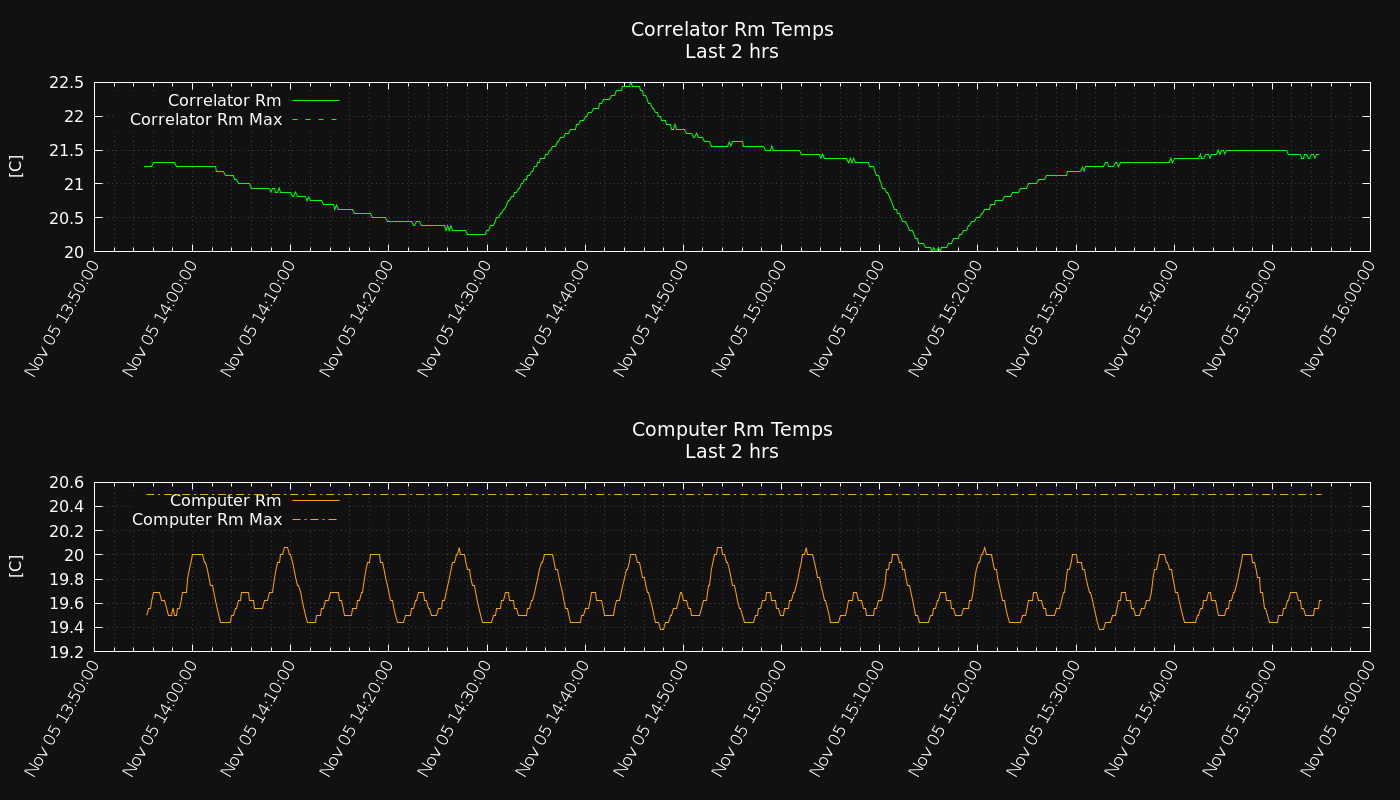 Correlator Rm Temps
Last 2 hrs
[C]
22.5
22
21.5
21
20.5
20
Correlator Rm
Correlator Rm Max
Nov 05 13:50:00
Nov 05 14:00:00
Nov 05 14:10:00
Nov 05 14:20:00
Nov 05 14:30:00
Nov 05 14:40:00
Nov 05 14:50:00
Nov 05 15:00:00
Nov 05 15:10:00
Nov 05 15:20:00
Nov 05 15:30:00
Nov 05 15:40:00
Nov 05 15:50:00
Nov 05 16:00:00
Computer Rm Temps
Last 2 hrs
[C]
20.6
20.4
20.2
20
19.8
19.6
19.4
19.2
Computer Rm
Computer Rm Max
Nov 05 13:50:00
Nov 05 14:00:00
Nov 05 14:10:00
Nov 05 14:20:00
Nov 05 14:30:00
Nov 05 14:40:00
Nov 05 14:50:00
Nov 05 15:00:00
Nov 05 15:10:00
Nov 05 15:20:00
Nov 05 15:30:00
Nov 05 15:40:00
Nov 05 15:50:00
Nov 05 16:00:00